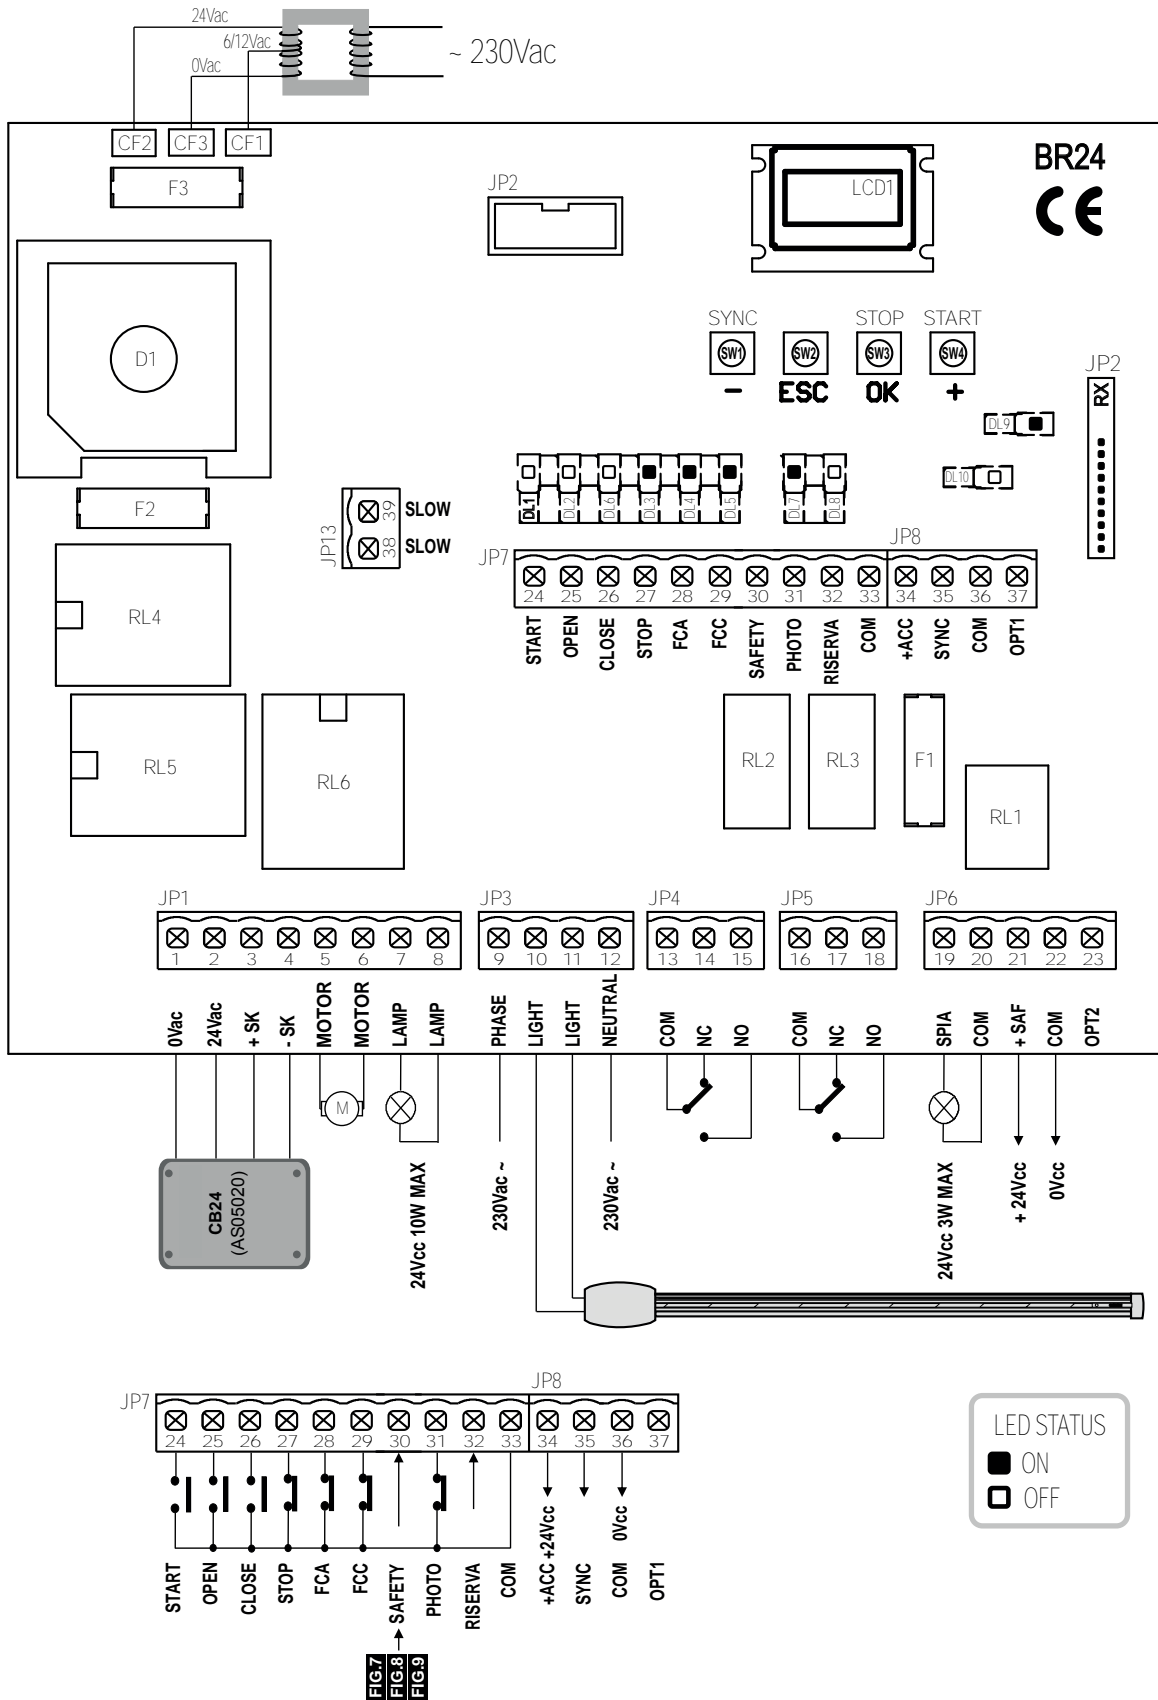 24Vac
6/12Vac
0Vac
~ 230Vac
CF2 CF3 CF1
F3
JP2
LCD1
BR24
CE
D1
SYNC STOP START
SW1 SW2 SW3 SW4
- ESC OK +
JP2
RX
DL9
DL10
F2
JP13
39 SLOW
38 SLOW
DL1 DL2 DL6 DL3 DL4 DL5 DL7 DL8
JP7 JP8
24 25 26 27 28 29 30 31 32 33 34 35 36 37
START OPEN CLOSE STOP FCA FCC SAFETY PHOTO RISERVA COM +ACC SYNC COM OPT1
RL4
RL5
RL6
RL2
RL3
F1
RL1
JP1 JP3 JP4 JP5 JP6
1 2 3 4 5 6 7 8 9 10 11 12 13 14 15 16 17 18 19 20 21 22 23
0Vac 24Vac + SK - SK MOTOR MOTOR LAMP LAMP PHASE LIGHT LIGHT NEUTRAL COM NC NO COM NC NO SPIA COM + SAF COM OPT2
M
CB24
(AS05020)
24Vcc 10W MAX
230Vac ~
230Vac ~
24Vcc 3W MAX
+ 24Vcc
0Vcc
JP7 JP8
24 25 26 27 28 29 30 31 32 33 34 35 36 37
START OPEN CLOSE STOP FCA FCC SAFETY PHOTO RISERVA COM +ACC +24Vcc SYNC COM 0Vcc OPT1
FIG.7
FIG.8
FIG.9
LED STATUS
ON
OFF